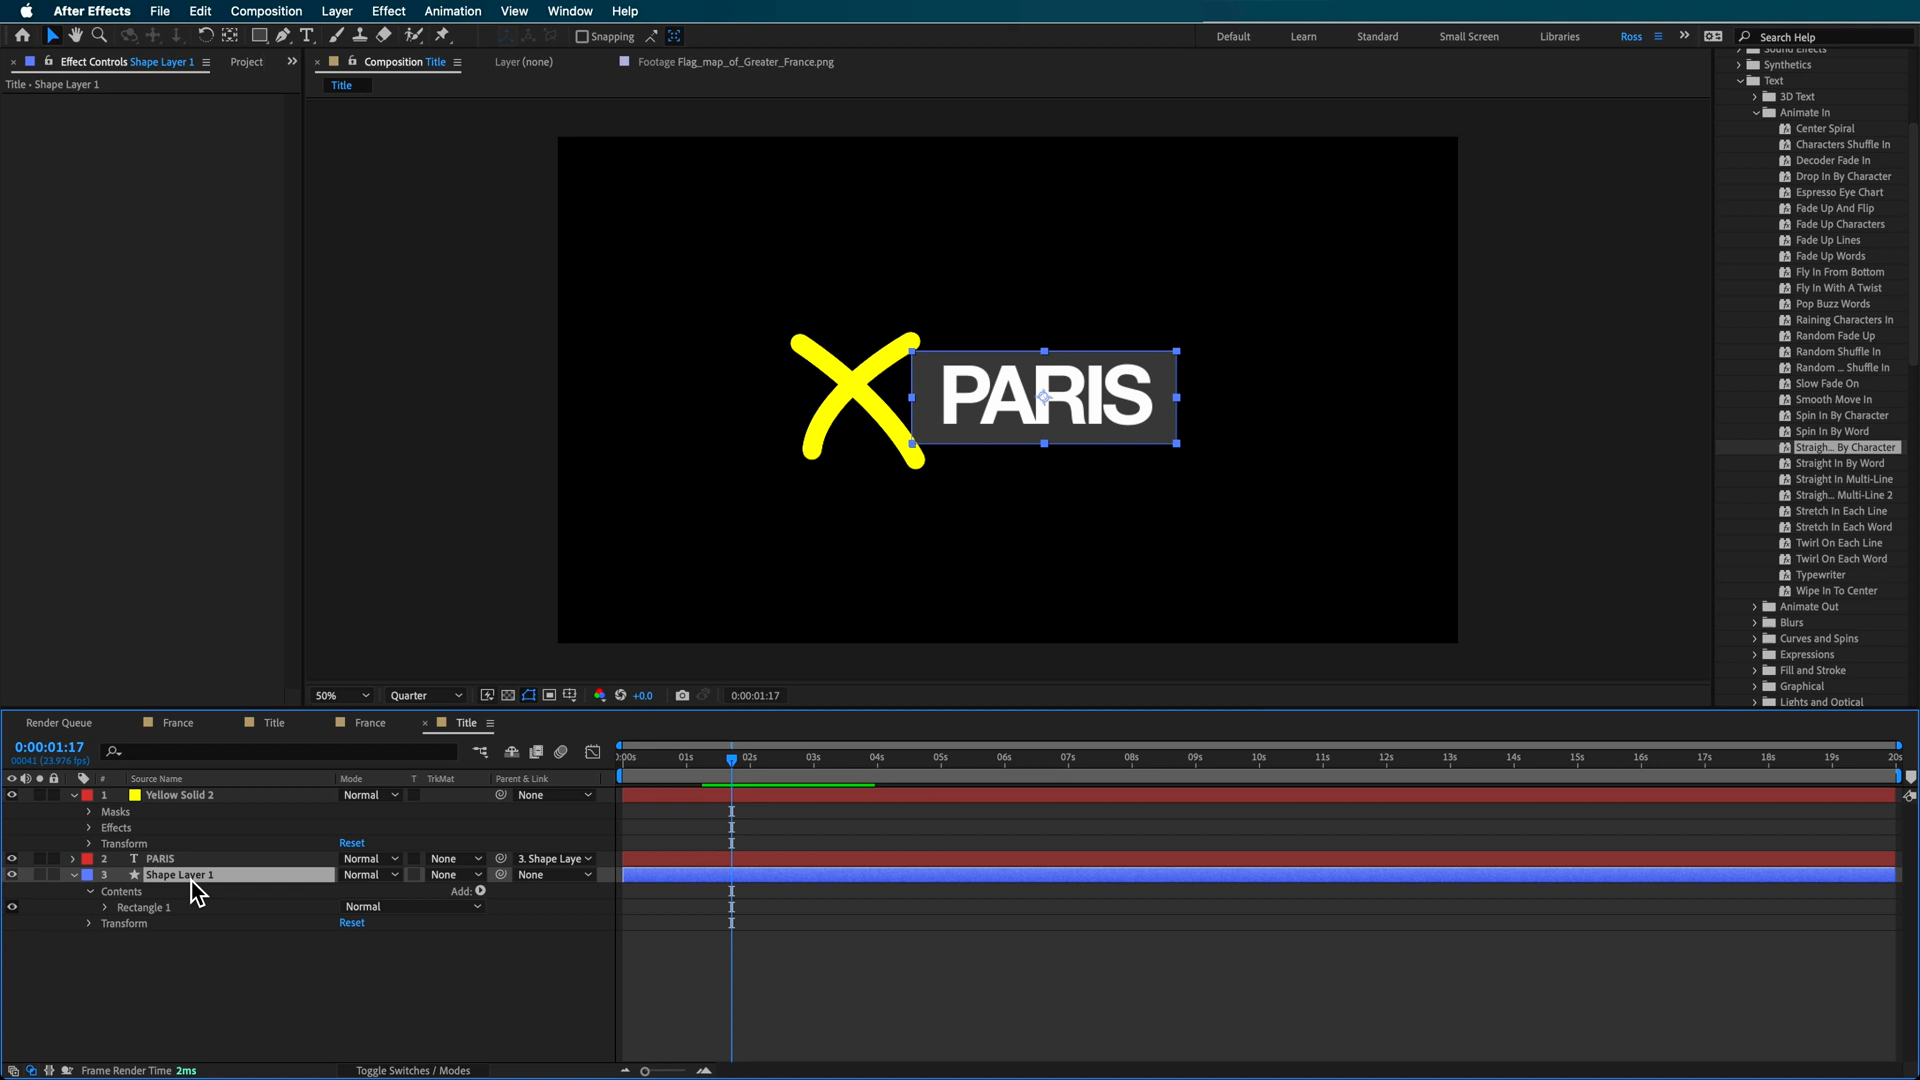 After Effects File Edit Composition Layer Effect Animation View Window Help
Snapping Default Learn Standard Small Screen Libraries Ross Search Help
Effect Controls Shape Layer 1 Project Composition Title Layer (none) Footage Flag_map_of_Greater_France.png
Title • Shape Layer 1
Title
PARIS
Sound Effects
Synthetics
Text
3D Text
Animate In
Center Spiral
Characters Shuffle In
Decoder Fade In
Drop In By Character
Espresso Eye Chart
Fade Up And Flip
Fade Up Characters
Fade Up Lines
Fade Up Words
Fly In From Bottom
Fly In With A Twist
Pop Buzz Words
Raining Characters In
Random Fade Up
Random Shuffle In
Random ... Shuffle In
Slow Fade On
Smooth Move In
Spin In By Character
Spin In By Word
Straigh... By Character
Straight In By Word
Straight In Multi-Line
Straigh... Multi-Line 2
Stretch In Each Line
Stretch In Each Word
Twirl On Each Line
Twirl On Each Word
Typewriter
Wipe In To Center
Animate Out
Blurs
Curves and Spins
Expressions
Fill and Stroke
Graphical
Lights and Optical
50% Quarter +0.0 0:00:01:17
Render Queue France Title France Title
0:00:01:17
00041 (23.976 fps)
:00s 01s 02s 03s 04s 05s 06s 07s 08s 09s 10s 11s 12s 13s 14s 15s 16s 17s 18s 19s 20s
# Source Name Mode T TrkMat Parent & Link
1 Yellow Solid 2 Normal None
Masks
Effects
Transform Reset
2 T PARIS Normal None 3. Shape Laye
3 Shape Layer 1 Normal None None
Contents Add:
Rectangle 1 Normal
Transform Reset
Frame Render Time 2ms Toggle Switches / Modes